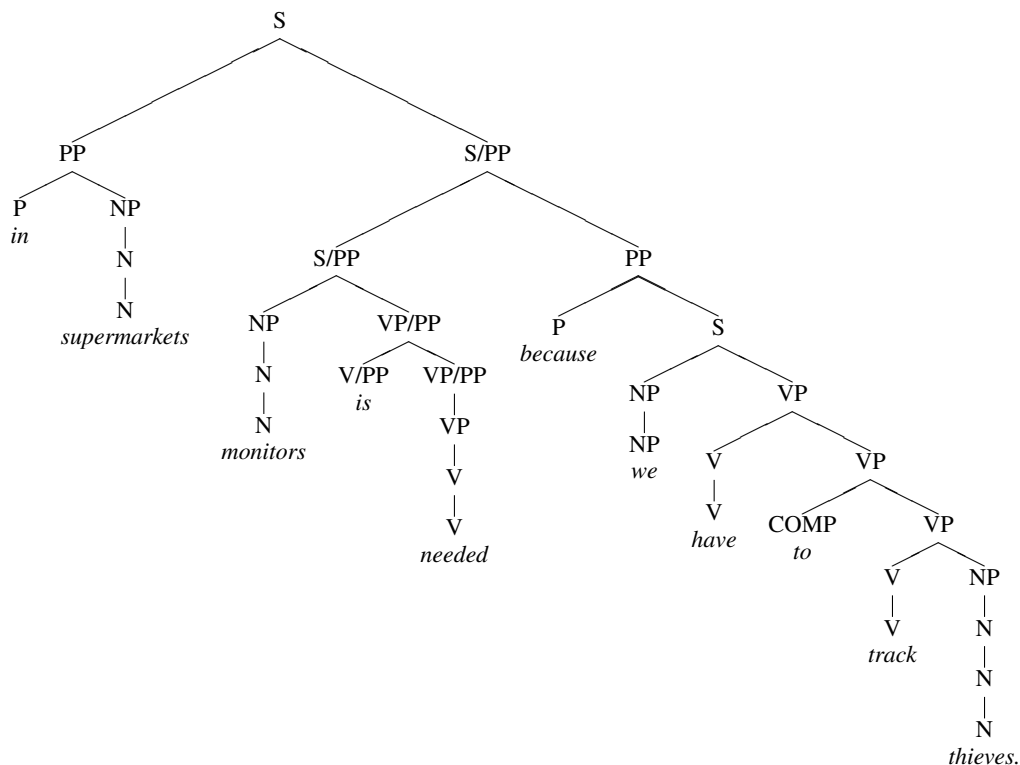 S
PP S/PP
P NP S/PP PP
in
N
N NP VP/PP P S
supermarkets because
N V/PP VP/PP NP VP
is
N VP NP
monitors we
V V VP
V V COMP VP
needed have to
V NP
V N
track
N
N
thieves.